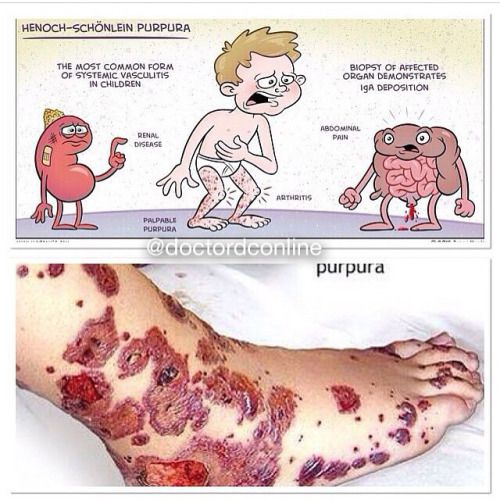 HENOCH-SCHÖNLEIN PURPURA
THE MOST COMMON FORM
OF SYSTEMIC VASCULITIS
IN CHILDREN
BIOPSY OF AFFECTED
ORGAN DEMONSTRATES
IgA DEPOSITION
RENAL
DISEASE
ABDOMINAL
PAIN
ARTHRITIS
PALPABLE
PURPURA
@doctordconline
purpura